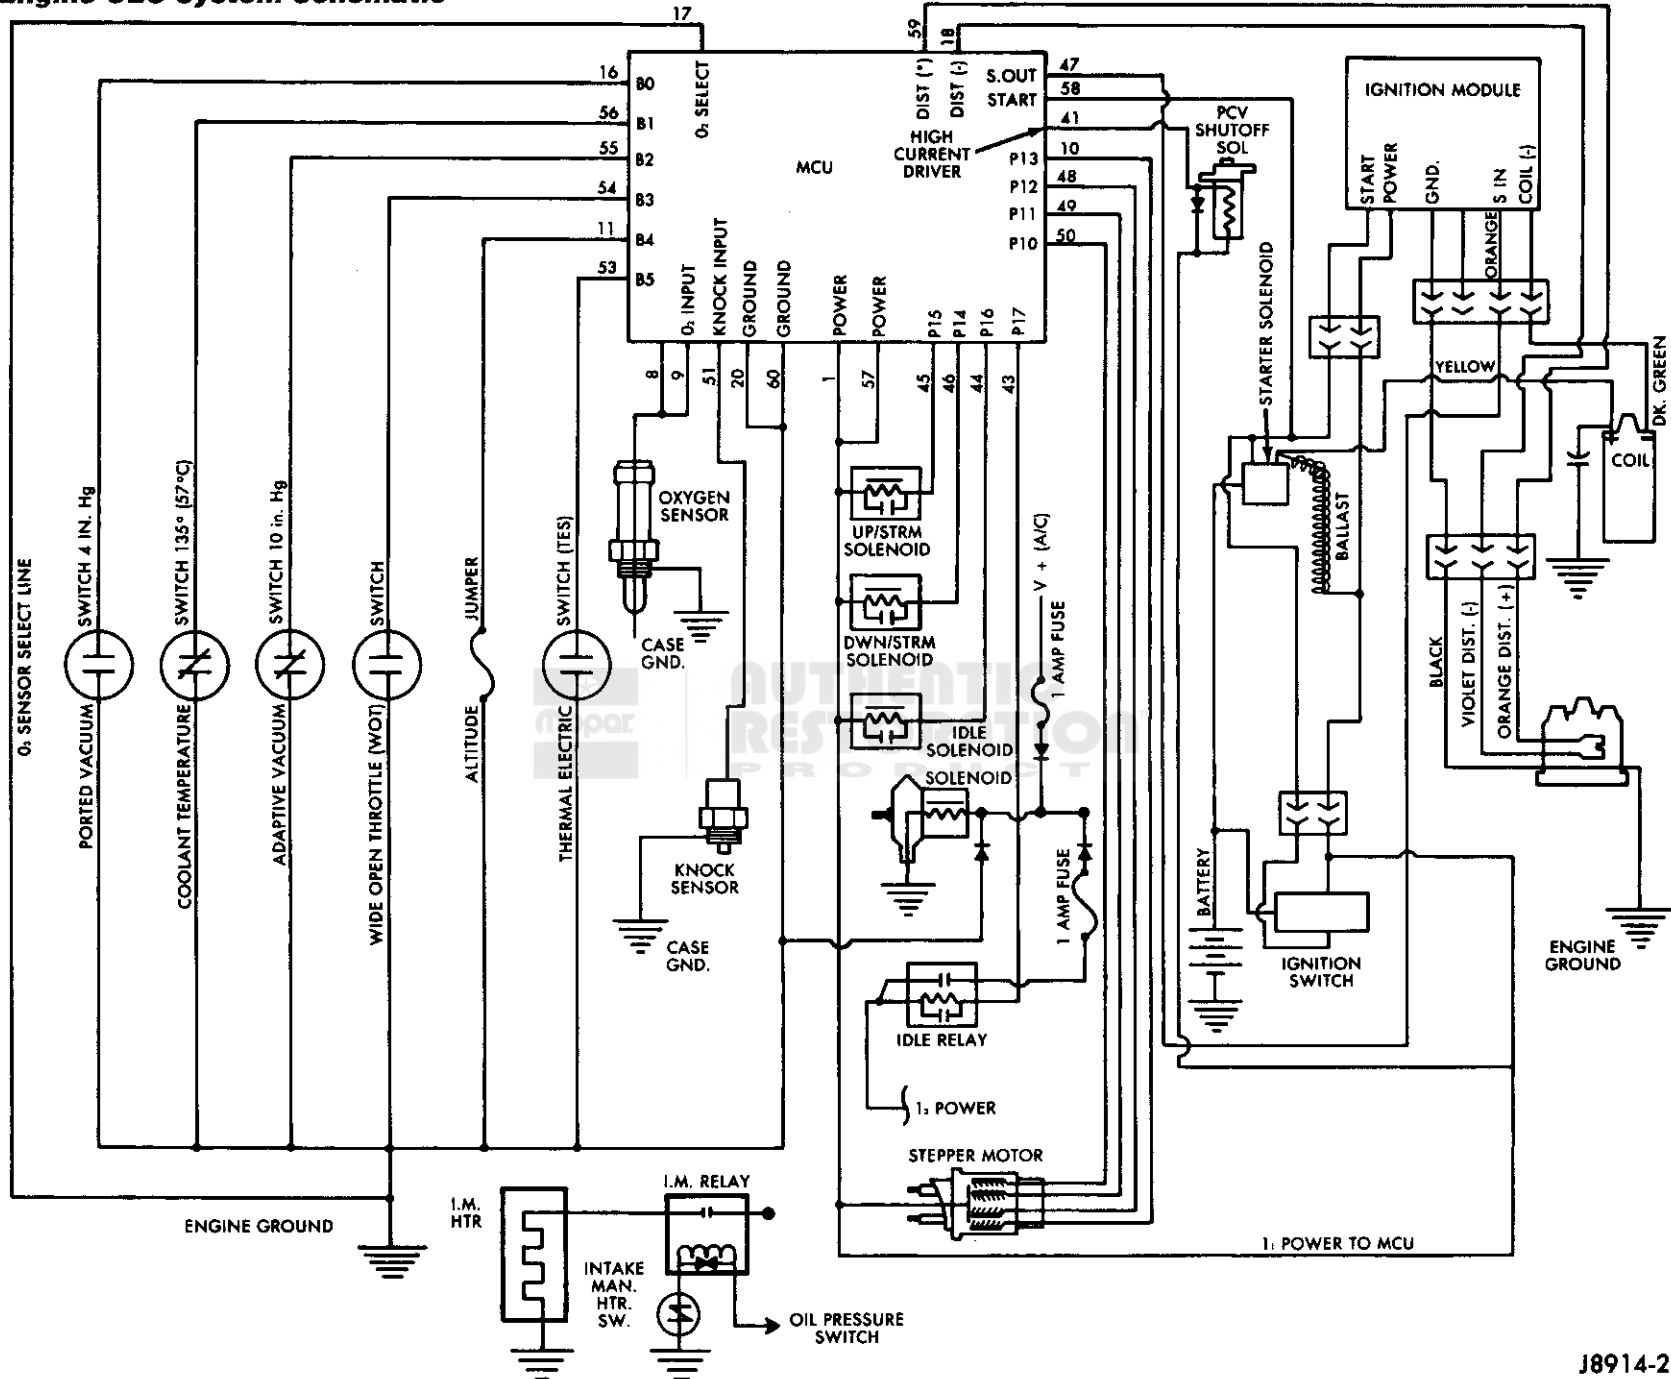 Engine CEC System Schematic
17
59
18
16
B0
56
B1
55
B2
54
B3
11
B4
53
B5
O₂ SELECT
DIST (*)
DIST (-)
S.OUT
47
START
58
41
HIGH
CURRENT
DRIVER
P13
10
P12
48
P11
49
P10
50
MCU
O₂ INPUT
KNOCK INPUT
GROUND
GROUND
POWER
POWER
P15
P14
P16
P17
8
9
51
20
60
1
57
45
46
44
43
PCV
SHUTOFF
SOL
IGNITION MODULE
START
POWER
GND.
S IN
COIL (-)
ORANGE
STARTER SOLENOID
YELLOW
DK. GREEN
COIL
BALLAST
O₂ SENSOR SELECT LINE
SWITCH 4 IN. Hg
PORTED VACUUM
SWITCH 135° (57°C)
COOLANT TEMPERATURE
SWITCH 10 in. Hg
ADAPTIVE VACUUM
SWITCH
WIDE OPEN THROTTLE (WOT)
JUMPER
ALTITUDE
SWITCH (TES)
THERMAL ELECTRIC
OXYGEN
SENSOR
CASE
GND.
KNOCK
SENSOR
CASE
GND.
UP/STRM
SOLENOID
DWN/STRM
SOLENOID
IDLE
SOLENOID
SOLENOID
V + (A/C)
1 AMP FUSE
1 AMP FUSE
IDLE RELAY
1₂ POWER
BATTERY
IGNITION
SWITCH
BLACK
VIOLET DIST. (-)
ORANGE DIST. (+)
ENGINE
GROUND
STEPPER MOTOR
1₁ POWER TO MCU
ENGINE GROUND
I.M.
HTR
I.M. RELAY
INTAKE
MAN.
HTR.
SW.
OIL PRESSURE
SWITCH
Mopar
AUTHENTIC
RESTORATION
PRODUCT
J8914-2